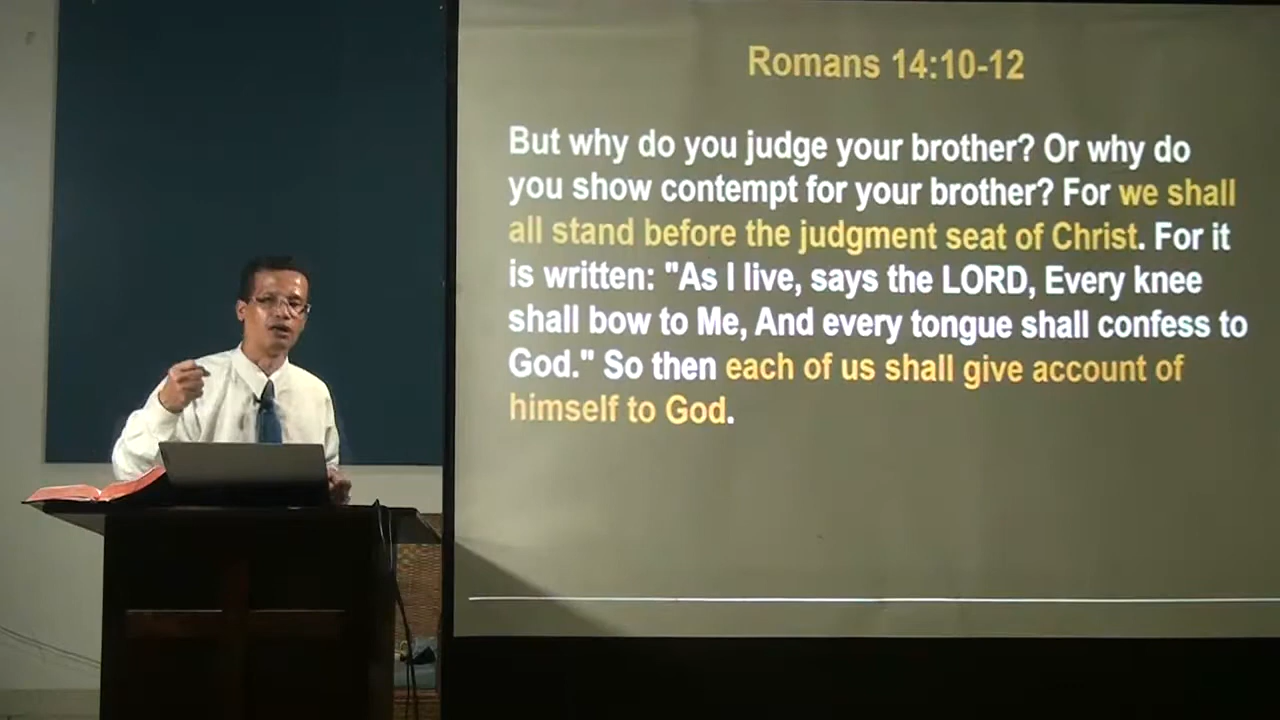 Romans 14:10-12
But why do you judge your brother? Or why do
you show contempt for your brother? For we shall
all stand before the judgment seat of Christ. For it
is written: "As I live, says the LORD, Every knee
shall bow to Me, And every tongue shall confess to
God." So then each of us shall give account of
himself to God.